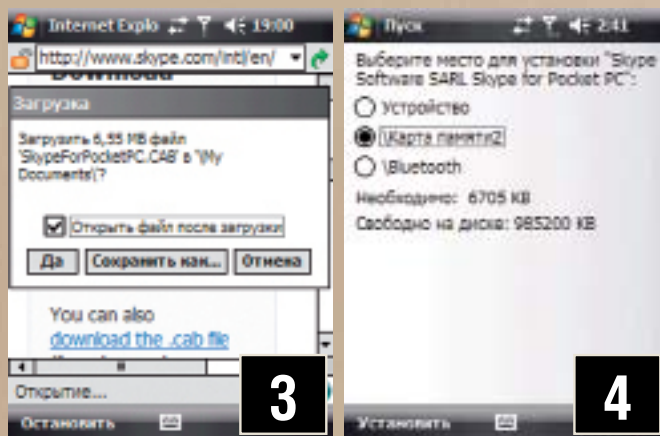 Internet Explo 19:00
http://www.skype.com/intl/en/
Download
Загрузка
Загрузить 6,55 MB файл
'SkypeForPocketPC.CAB' в '\My
Documents\'?
Открыть файл после загрузки
Да Сохранить как... Отмена
You can also
download the .cab file
Открытие...
Остановить
3
Пуск 2:41
Выберите место для установки "Skype
Software SARL Skype for Pocket PC":
Устройство
\Карта памяти2
\Bluetooth
Необходимо: 6705 KB
Свободно на диске: 985200 KB
Установить
4